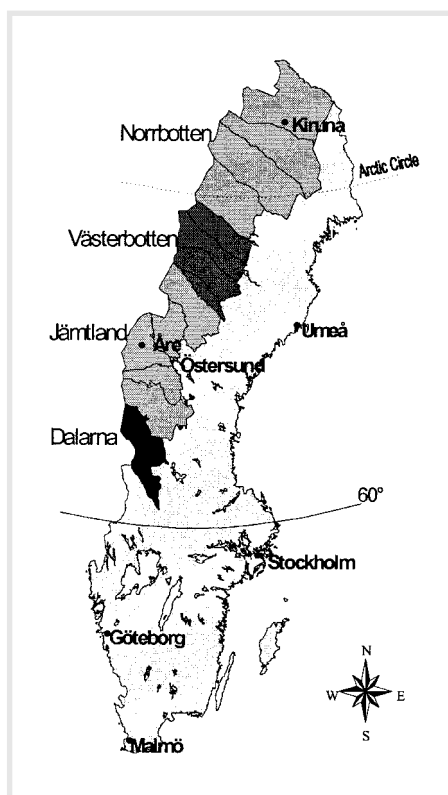 Kiruna
Norrbotten
Arctic Circle
Västerbotten
Umeå
Jämtland
Åre
Östersund
Dalarna
60°
Stockholm
Göteborg
N
W E
S
Malmö